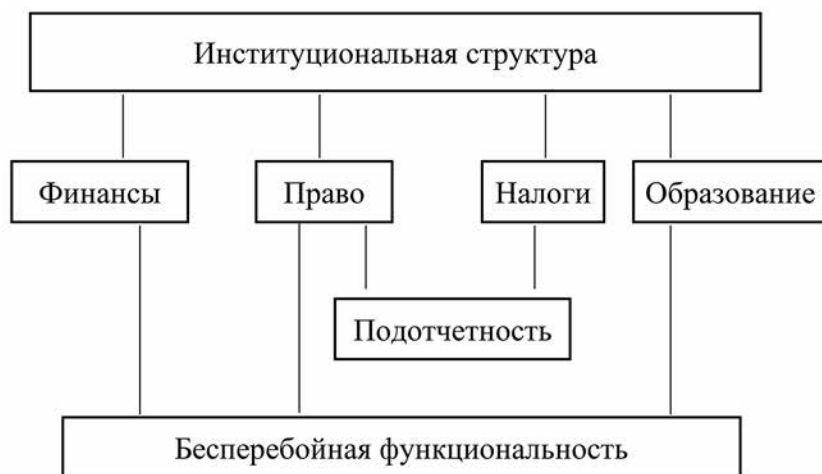 Институциональная структура
Финансы
Право
Налоги
Образование
Подотчетность
Бесперебойная функциональность